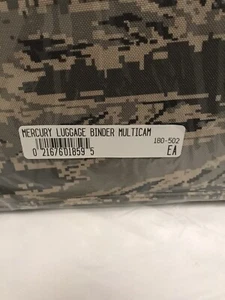 MERCURY LUGGAGE BINDER MULTICAM
180-502
0 21676 01859 5
EA